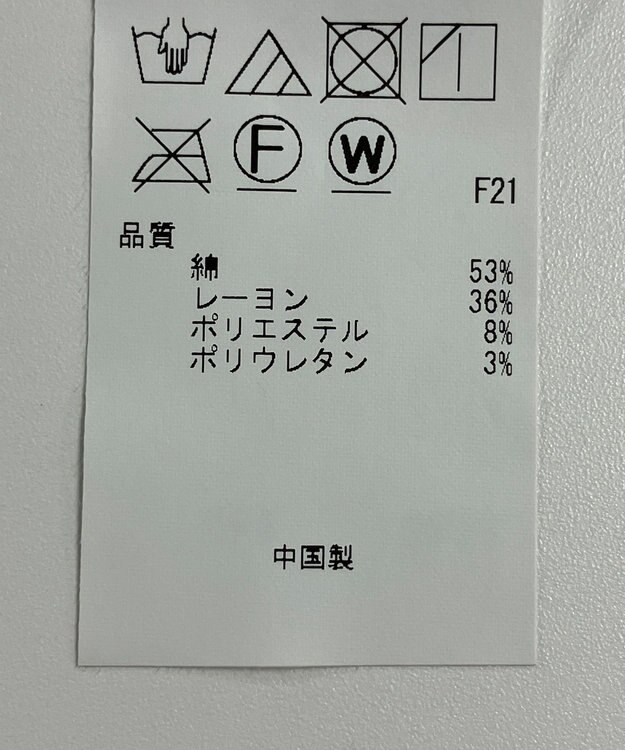 F W
F21
品質
綿 53%
レーヨン 36%
ポリエステル 8%
ポリウレタン 3%
中国製